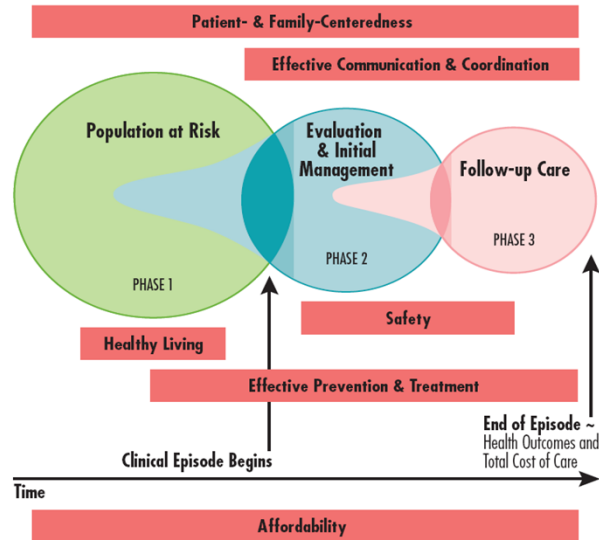 Patient- & Family-Centeredness
Effective Communication & Coordination
Population at Risk
Evaluation
& Initial
Management
Follow-up Care
PHASE 1
PHASE 2
PHASE 3
Safety
Healthy Living
Effective Prevention & Treatment
Clinical Episode Begins
End of Episode ~
Health Outcomes and
Total Cost of Care
Time
Affordability